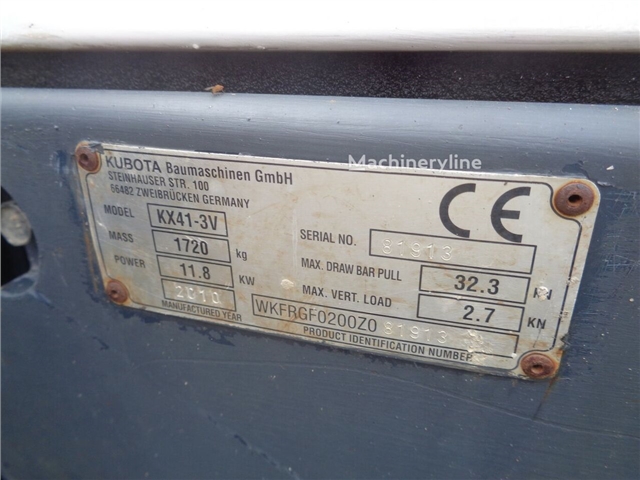 Machineryline
KUBOTA Baumaschinen GmbH
STEINHAUSER STR. 100
66482 ZWEIBRÜCKEN GERMANY
CE
MODEL KX41-3V
MASS 1720 kg
POWER 11.8 KW
2010
MANUFACTURED YEAR
SERIAL NO. 81913
MAX. DRAW BAR PULL 32.3 KN
MAX. VERT. LOAD 2.7 KN
WKFRGF0200Z081913
PRODUCT IDENTIFICATION NUMBER